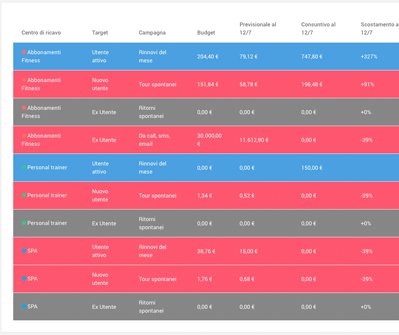 Centro di ricavo Target Campagna Budget Previsionale al 12/7 Consuntivo al 12/7 Scostamento a 12/7
Abbonamenti Fitness Utente attivo Rinnovi del mese 204,40 € 79,12 € 747,80 € +327%
Abbonamenti Fitness Nuovo utente Tour spontanei 151,84 € 58,76 € 196,48 € +91%
Abbonamenti Fitness Ex Utente Ritorni spontanei 0,00 € 0,00 € 0,00 € +0%
Abbonamenti Fitness Ex Utente Da call, sms, email 30.000,00 € 11.612,90 € 0,00 € -39%
Personal trainer Utente attivo Rinnovi del mese 0,00 € 0,00 € 150,00 €
Personal trainer Nuovo utente Tour spontanei 1,34 € 0,52 € 0,00 € -39%
Personal trainer Ex Utente Ritorni spontanei 0,00 € 0,00 € 0,00 € +0%
SPA Utente attivo Rinnovi del mese 38,76 € 15,00 € 0,00 € -39%
SPA Nuovo utente Tour spontanei 1,76 € 0,68 € 0,00 € -39%
SPA Ex Utente Ritorni spontanei 0,00 € 0,00 € 0,00 € +0%